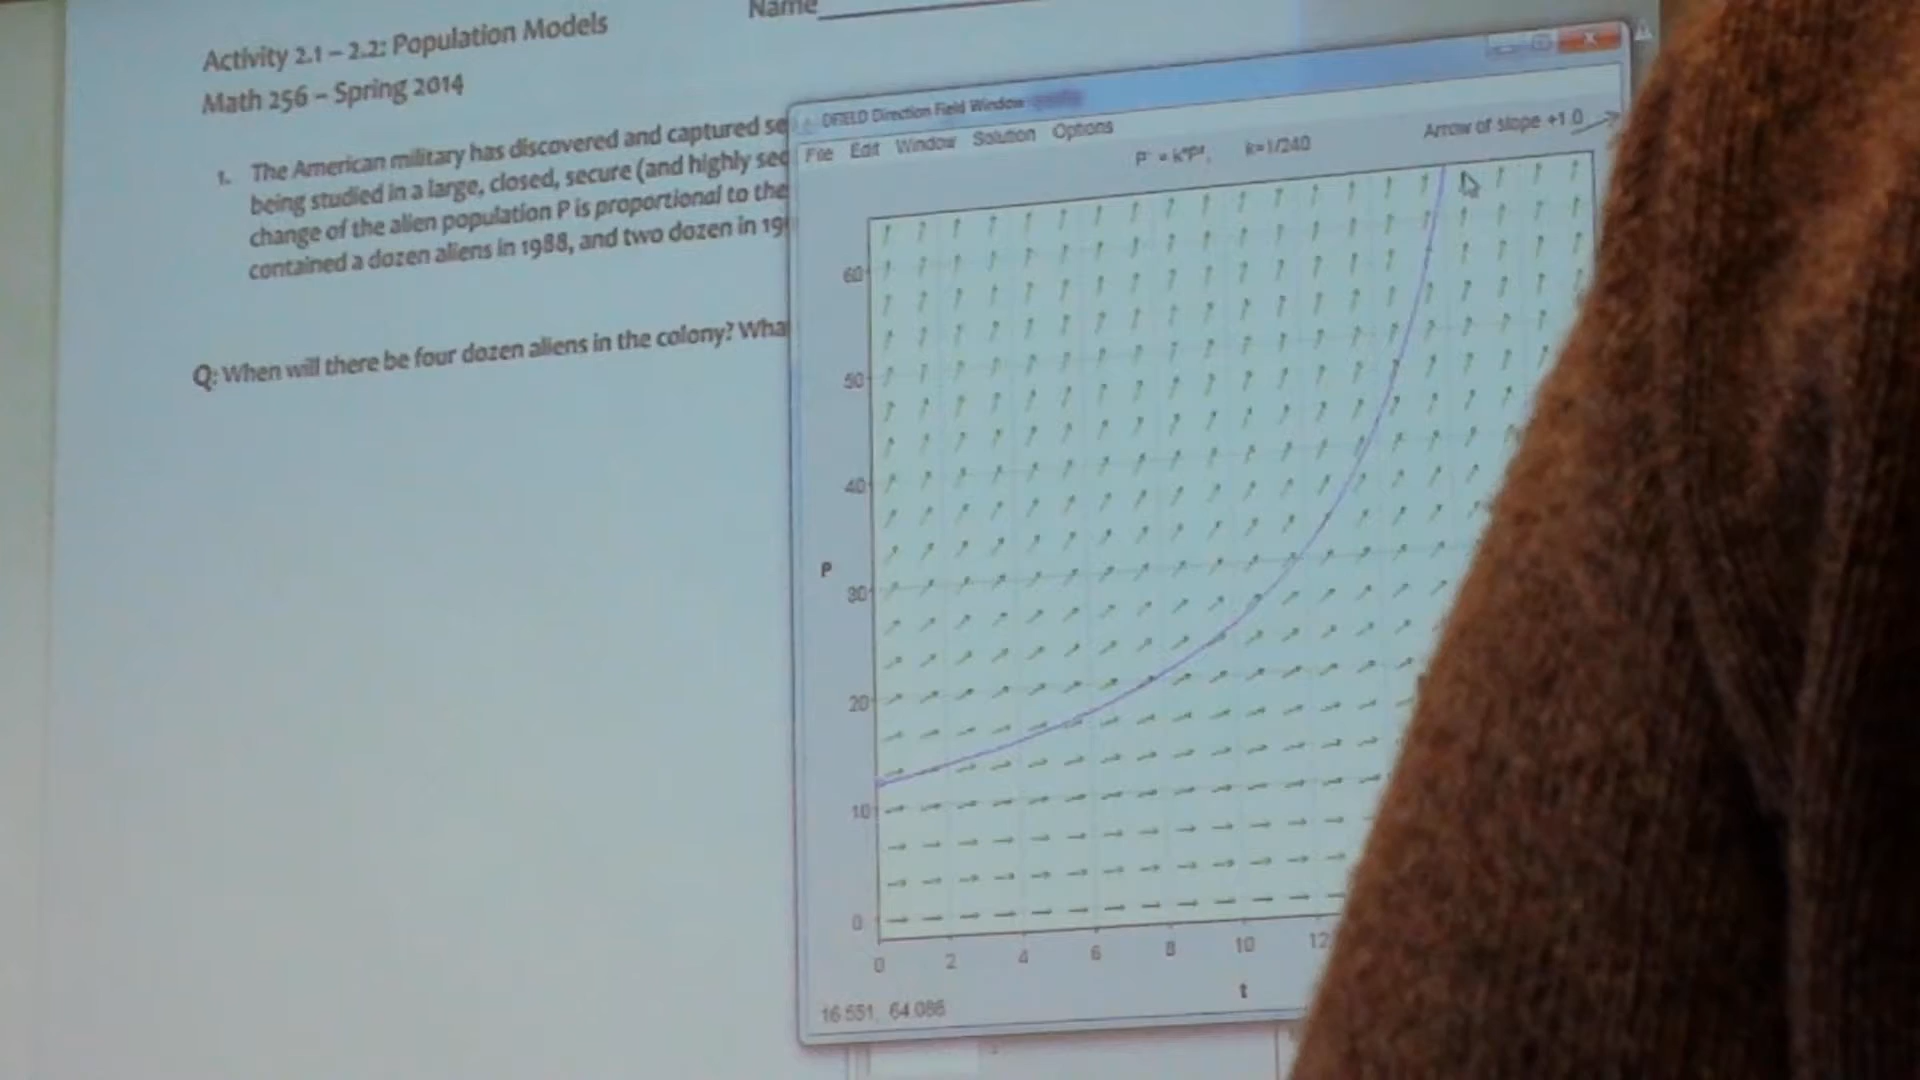 Name
Activity 2.1 – 2.2: Population Models
Math 256 – Spring 2014
1. The American military has discovered and captured se
being studied in a large, closed, secure (and highly sec
change of the alien population P is proportional to the
contained a dozen aliens in 1988, and two dozen in 19
Q: When will there be four dozen aliens in the colony? Wha
DFIELD Direction Field Window
File Edit Window Solution Options
k=1/240
Arrow of slope +1.0
60
50
40
P
30
20
10
0
0 2 4 6 8 10 12
t
16.551, 64.086